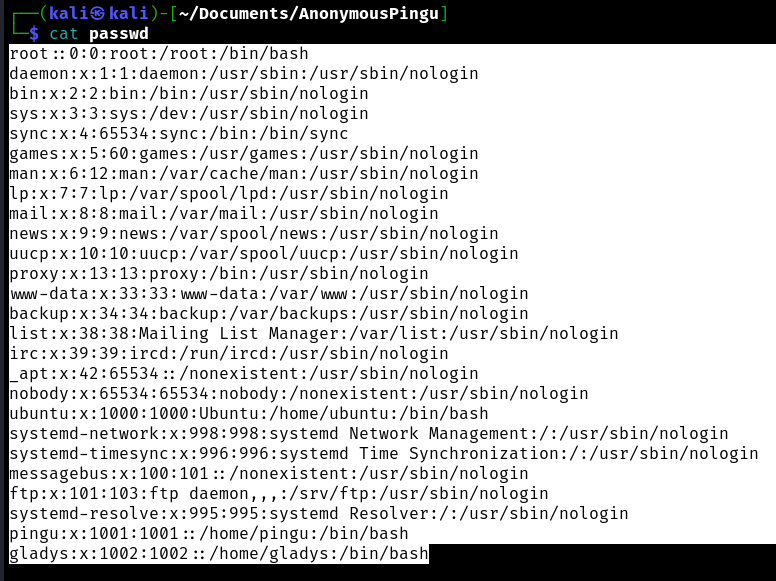 ┌──(kali㉿kali)-[~/Documents/AnonymousPingu]
└─$ cat passwd
root::0:0:root:/root:/bin/bash
daemon:x:1:1:daemon:/usr/sbin:/usr/sbin/nologin
bin:x:2:2:bin:/bin:/usr/sbin/nologin
sys:x:3:3:sys:/dev:/usr/sbin/nologin
sync:x:4:65534:sync:/bin:/bin/sync
games:x:5:60:games:/usr/games:/usr/sbin/nologin
man:x:6:12:man:/var/cache/man:/usr/sbin/nologin
lp:x:7:7:lp:/var/spool/lpd:/usr/sbin/nologin
mail:x:8:8:mail:/var/mail:/usr/sbin/nologin
news:x:9:9:news:/var/spool/news:/usr/sbin/nologin
uucp:x:10:10:uucp:/var/spool/uucp:/usr/sbin/nologin
proxy:x:13:13:proxy:/bin:/usr/sbin/nologin
www-data:x:33:33:www-data:/var/www:/usr/sbin/nologin
backup:x:34:34:backup:/var/backups:/usr/sbin/nologin
list:x:38:38:Mailing List Manager:/var/list:/usr/sbin/nologin
irc:x:39:39:ircd:/run/ircd:/usr/sbin/nologin
_apt:x:42:65534::/nonexistent:/usr/sbin/nologin
nobody:x:65534:65534:nobody:/nonexistent:/usr/sbin/nologin
ubuntu:x:1000:1000:Ubuntu:/home/ubuntu:/bin/bash
systemd-network:x:998:998:systemd Network Management:/:/usr/sbin/nologin
systemd-timesync:x:996:996:systemd Time Synchronization:/:/usr/sbin/nologin
messagebus:x:100:101::/nonexistent:/usr/sbin/nologin
ftp:x:101:103:ftp daemon,,,:/srv/ftp:/usr/sbin/nologin
systemd-resolve:x:995:995:systemd Resolver:/:/usr/sbin/nologin
pingu:x:1001:1001::/home/pingu:/bin/bash
gladys:x:1002:1002::/home/gladys:/bin/bash